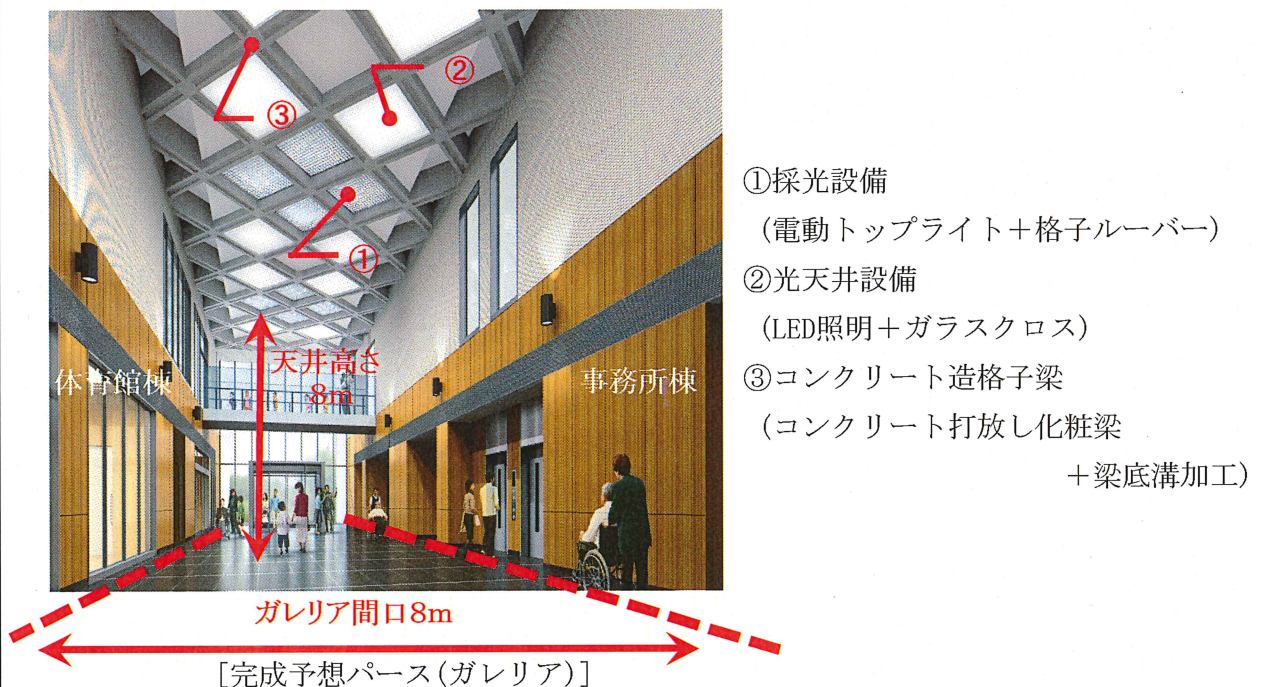 ②
③
①
天井高さ
8m
体育館棟
事務所棟
ガレリア間口8m
[完成予想パース(ガレリア)]
①採光設備
(電動トップライト＋格子ルーバー)
②光天井設備
(LED照明＋ガラスクロス)
③コンクリート造格子梁
(コンクリート打放し化粧梁
＋梁底溝加工)